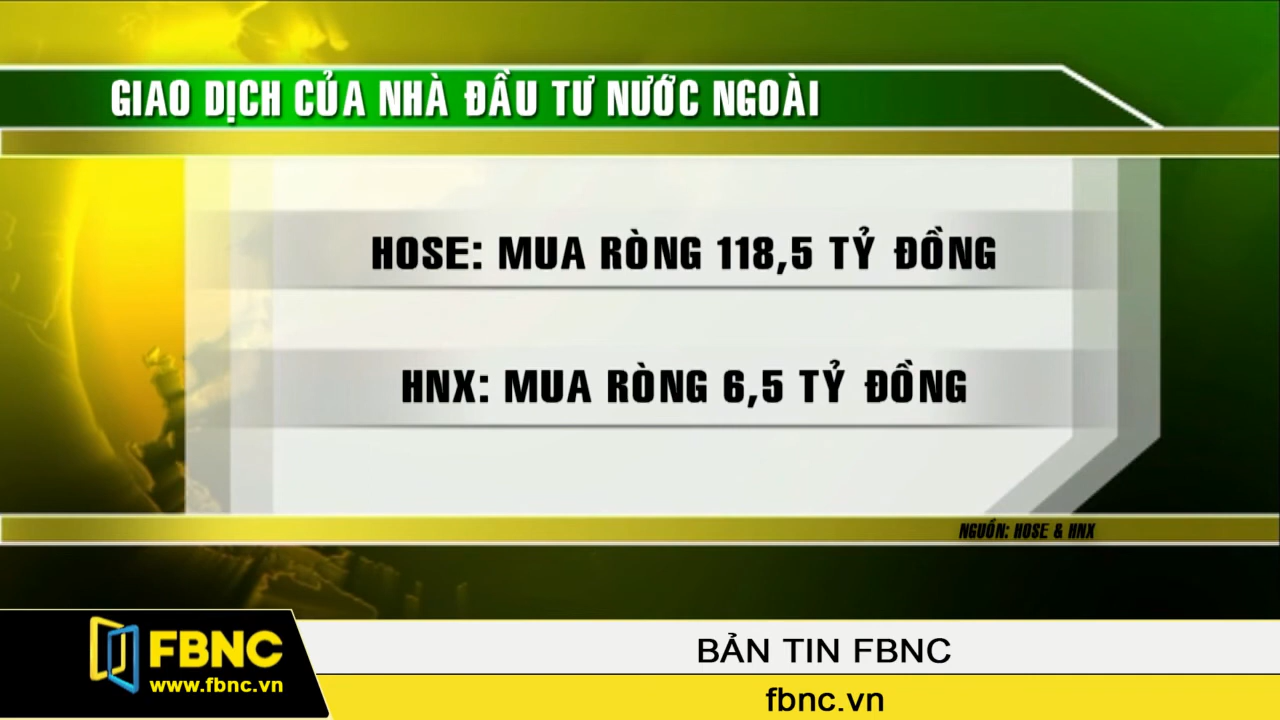 GIAO DỊCH CỦA NHÀ ĐẦU TƯ NƯỚC NGOÀI
HOSE: MUA RÒNG 118,5 TỶ ĐỒNG
HNX: MUA RÒNG 6,5 TỶ ĐỒNG
NGUỒN: HOSE & HNX
FBNC
www.fbnc.vn
BẢN TIN FBNC
fbnc.vn